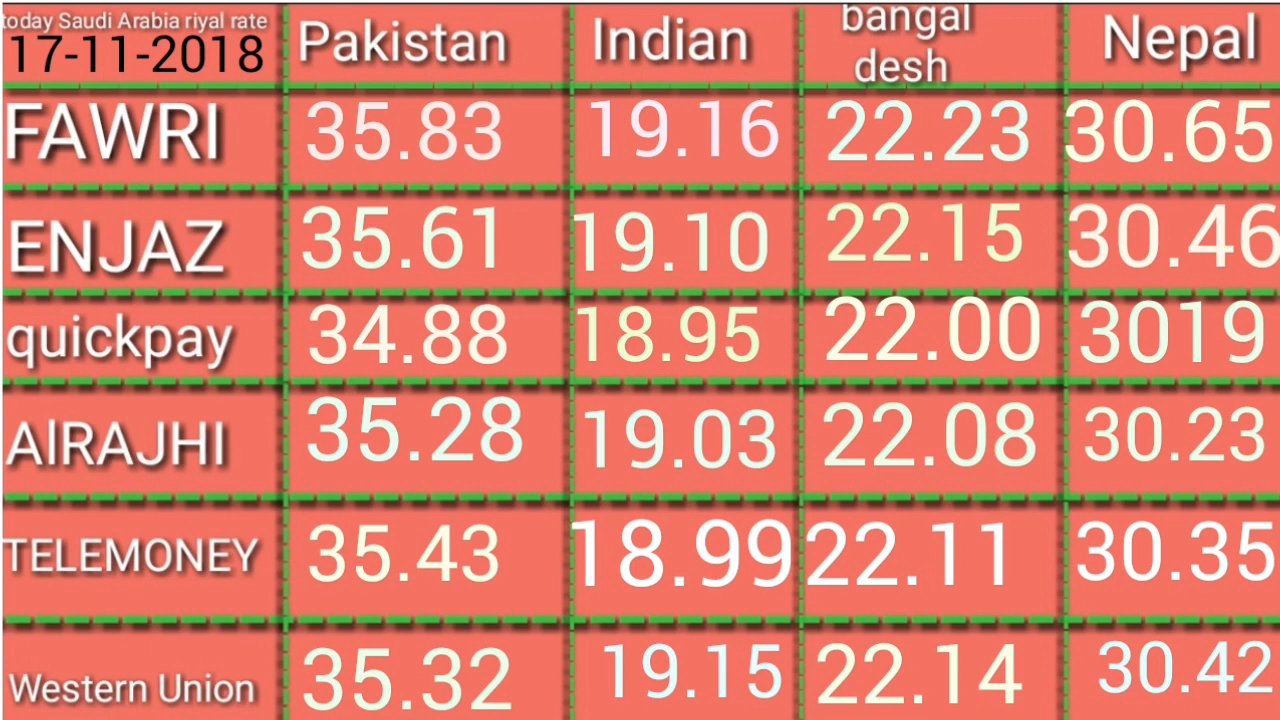 today Saudi Arabia riyal rate
17-11-2018 Pakistan Indian bangal desh Nepal
FAWRI 35.83 19.16 22.23 30.65
ENJAZ 35.61 19.10 22.15 30.46
quickpay 34.88 18.95 22.00 3019
AlRAJHI 35.28 19.03 22.08 30.23
TELEMONEY 35.43 18.99 22.11 30.35
Western Union 35.32 19.15 22.14 30.42